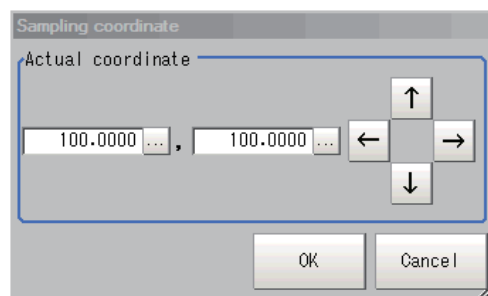 Sampling coordinate
Actual coordinate
↑
100.0000 ... , 100.0000 ... ← →
↓
OK Cancel